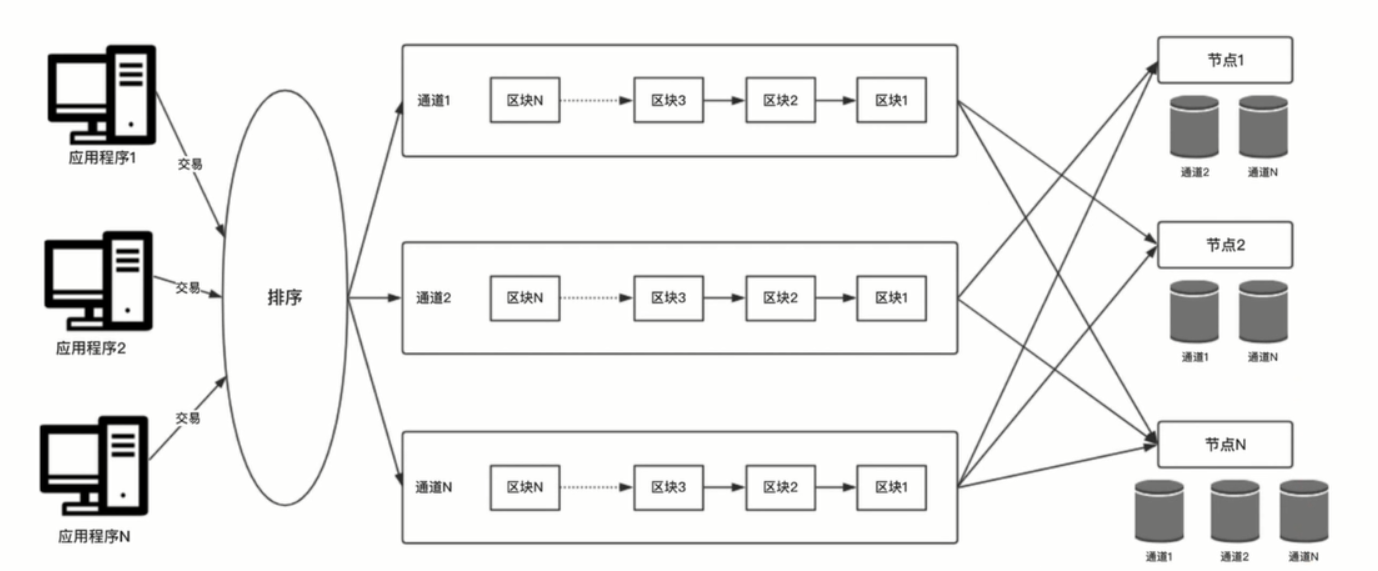 应用程序1
交易
应用程序2
交易
应用程序N
交易
排序
通道1 区块N 区块3 区块2 区块1
通道2 区块N 区块3 区块2 区块1
通道N 区块N 区块3 区块2 区块1
节点1
通道2 通道N
节点2
通道1 通道N
节点N
通道1 通道2 通道N